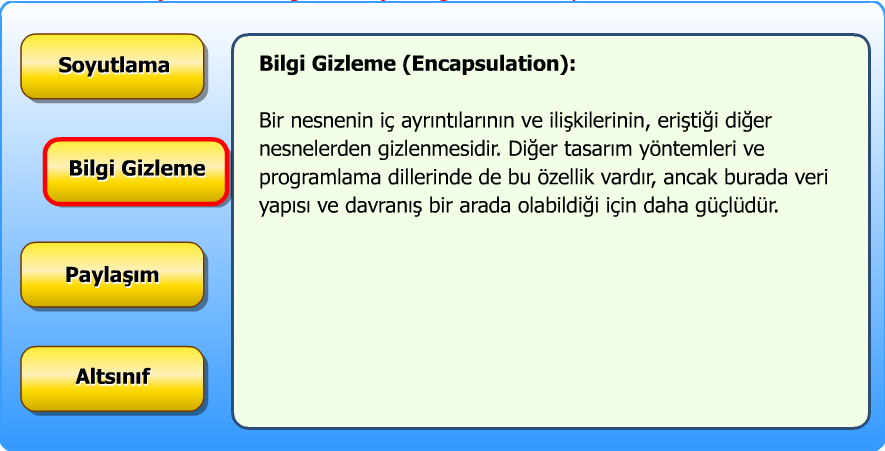 Soyutlama
Bilgi Gizleme
Paylaşım
Altsınıf
Bilgi Gizleme (Encapsulation):
Bir nesnenin iç ayrıntılarının ve ilişkilerinin, eriştiği diğer
nesnelerden gizlenmesidir. Diğer tasarım yöntemleri ve
programlama dillerinde de bu özellik vardır, ancak burada veri
yapısı ve davranış bir arada olabildiği için daha güçlüdür.